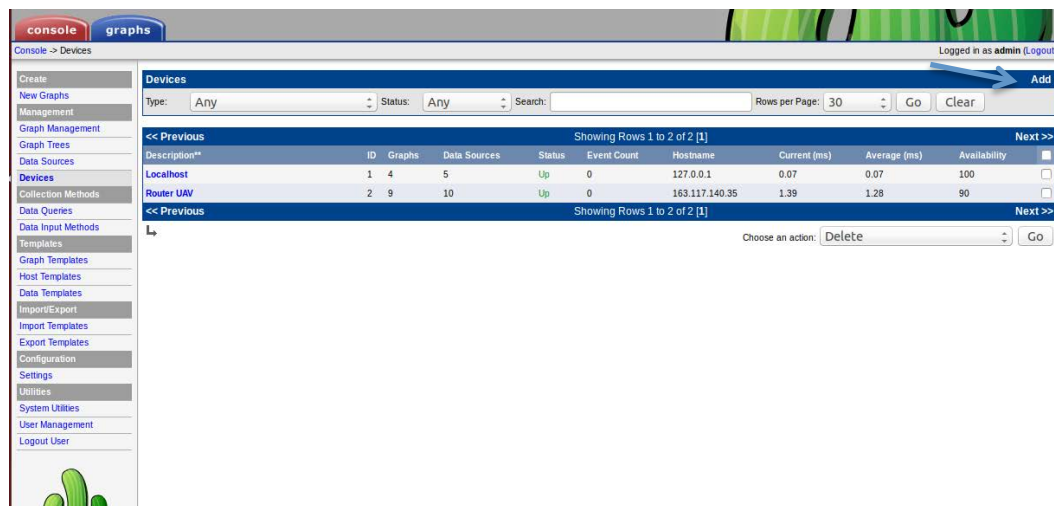 console graphs
Console -> Devices Logged in as admin (Logout
Create
New Graphs
Management
Graph Management
Graph Trees
Data Sources
Devices
Collection Methods
Data Queries
Data Input Methods
Templates
Graph Templates
Host Templates
Data Templates
Import/Export
Import Templates
Export Templates
Configuration
Settings
Utilities
System Utilities
User Management
Logout User
Devices Add
Type: Any Status: Any Search: Rows per Page: 30 Go Clear
<< Previous Showing Rows 1 to 2 of 2 [1] Next >>
Description** ID Graphs Data Sources Status Event Count Hostname Current (ms) Average (ms) Availability
Localhost 1 4 5 Up 0 127.0.0.1 0.07 0.07 100
Router UAV 2 9 10 Up 0 163.117.140.35 1.39 1.28 90
<< Previous Showing Rows 1 to 2 of 2 [1] Next >>
Choose an action: Delete Go